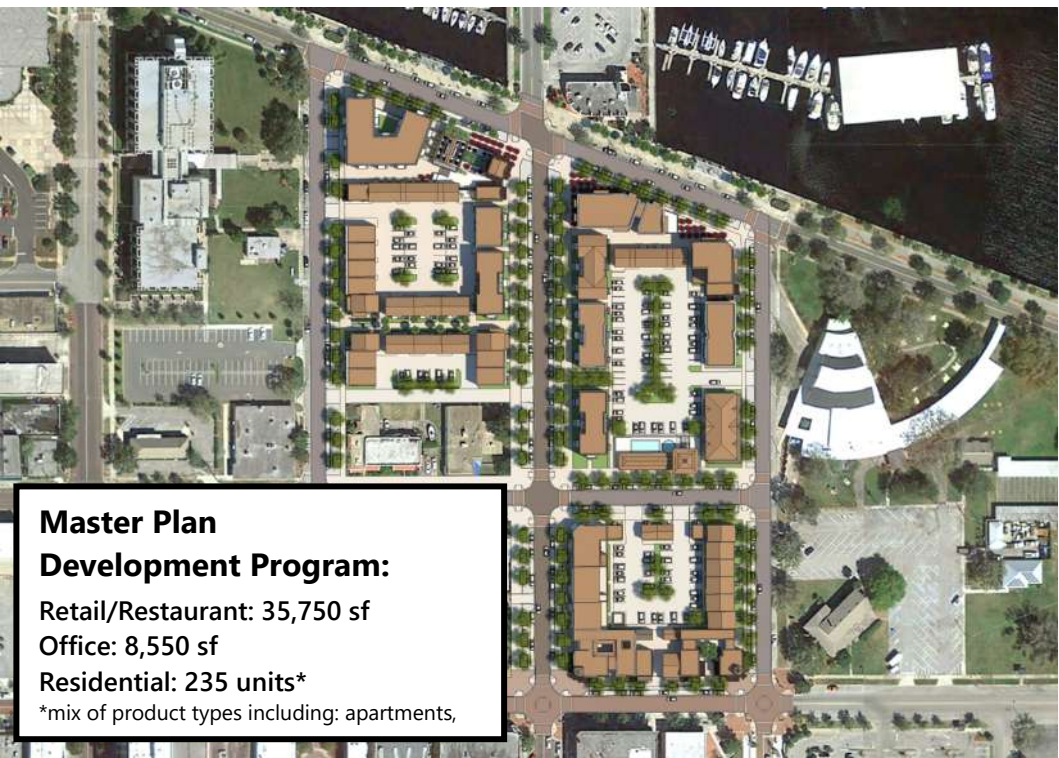 Master Plan
Development Program:
Retail/Restaurant: 35,750 sf
Office: 8,550 sf
Residential: 235 units*
*mix of product types including: apartments,